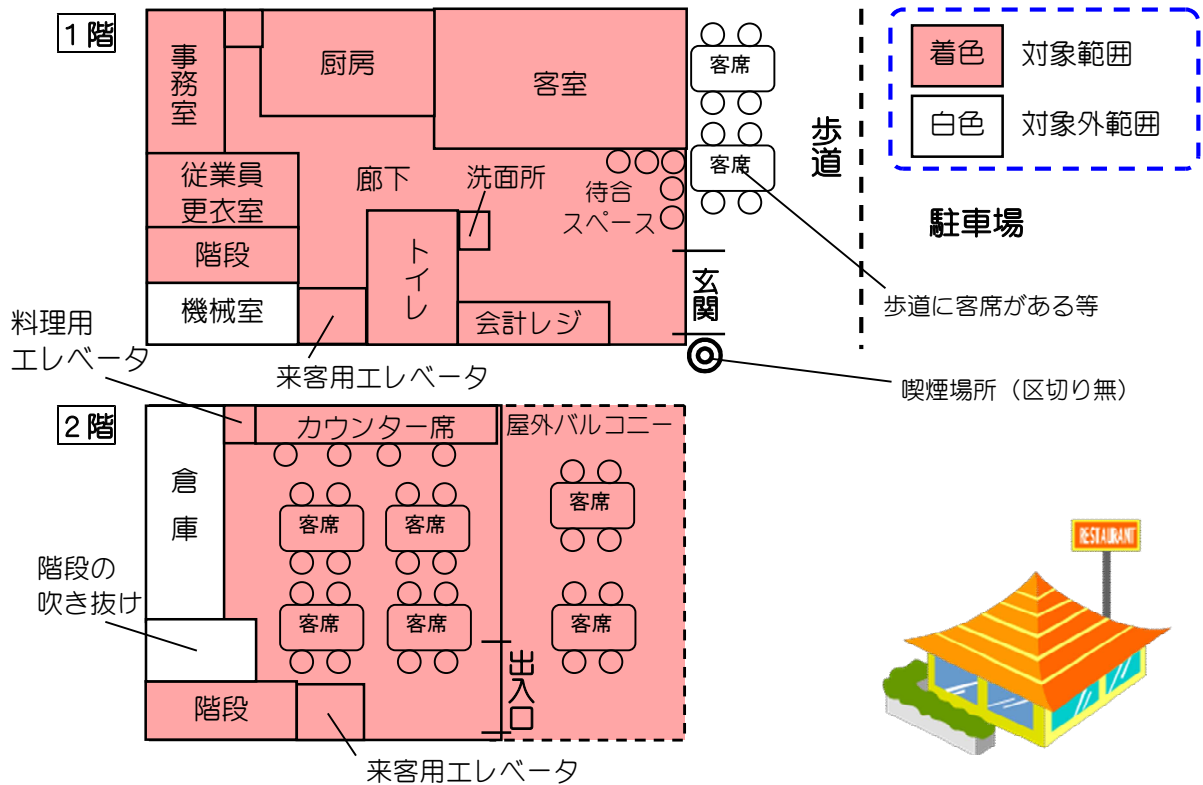 1階
事務室
厨房
客室
客席
客席
歩道
着色 対象範囲
白色 対象外範囲
従業員
更衣室
廊下
洗面所
待合
スペース
駐車場
階段
トイレ
玄関
機械室
会計レジ
歩道に客席がある等
料理用
エレベータ
来客用エレベータ
喫煙場所（区切り無）
2階
カウンター席
屋外バルコニー
倉庫
客席
客席
客席
階段の
吹き抜け
客席
客席
客席
出入口
階段
来客用エレベータ
RESTAURANT